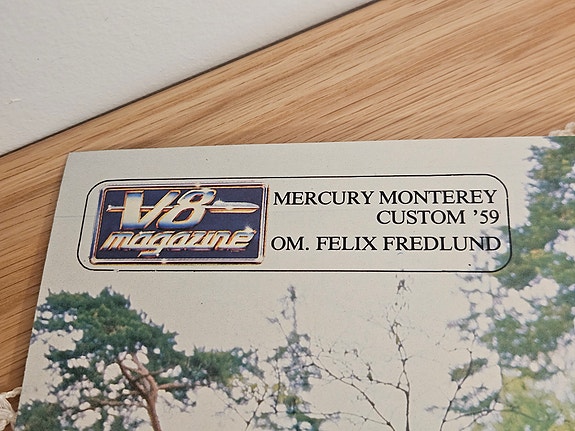 V8
magazine
MERCURY MONTEREY
CUSTOM '59
OM. FELIX FREDLUND